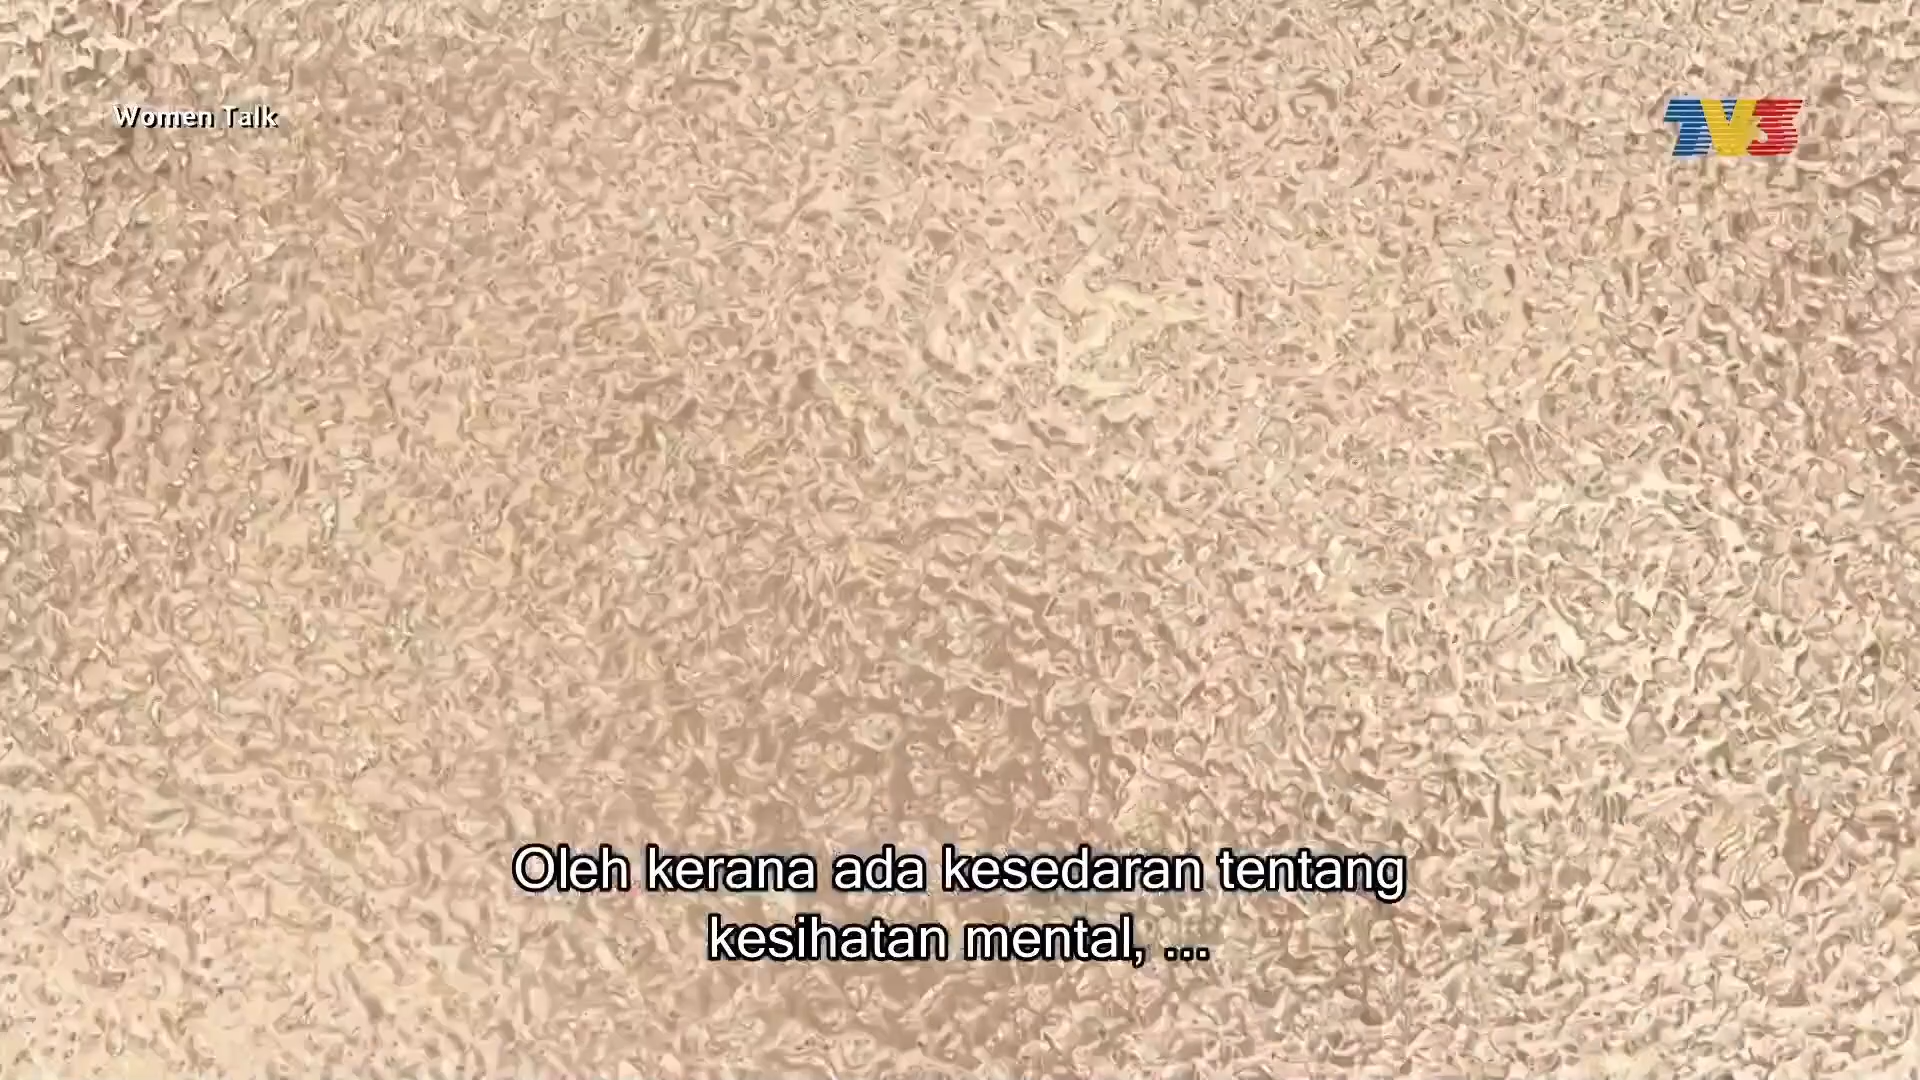 Women Talk
TV3
Oleh kerana ada kesedaran tentang
kesihatan mental, ...